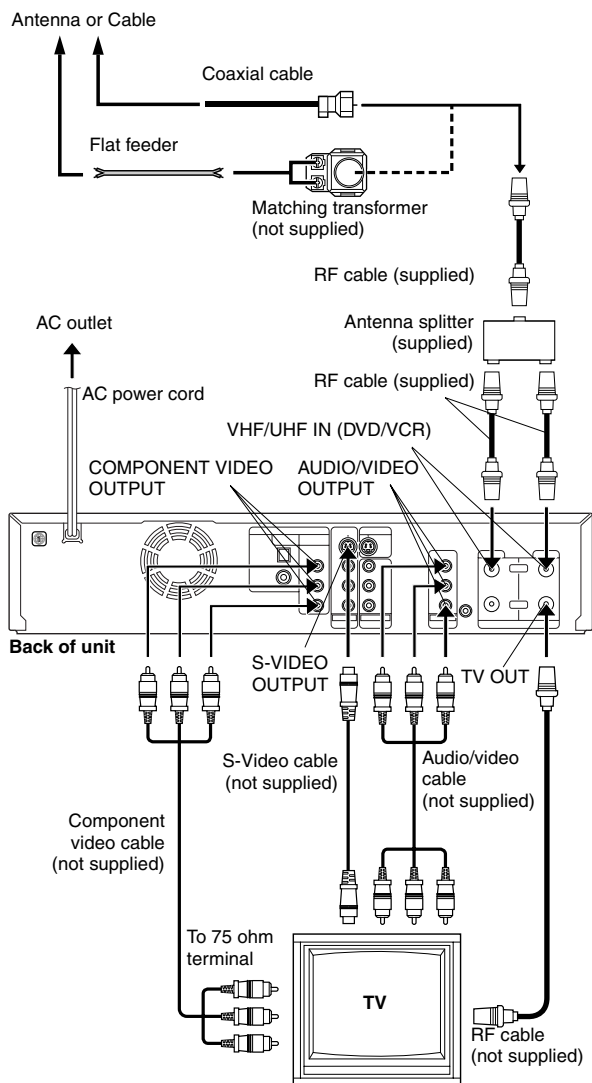 Antenna or Cable
Coaxial cable
Flat feeder
Matching transformer
(not supplied)
RF cable (supplied)
AC outlet
Antenna splitter
(supplied)
AC power cord
RF cable (supplied)
VHF/UHF IN (DVD/VCR)
COMPONENT VIDEO
OUTPUT
AUDIO/VIDEO
OUTPUT
Back of unit
S-VIDEO
OUTPUT
TV OUT
S-Video cable
(not supplied)
Audio/video
cable
(not supplied)
Component
video cable
(not supplied)
To 75 ohm
terminal
TV
RF cable
(not supplied)